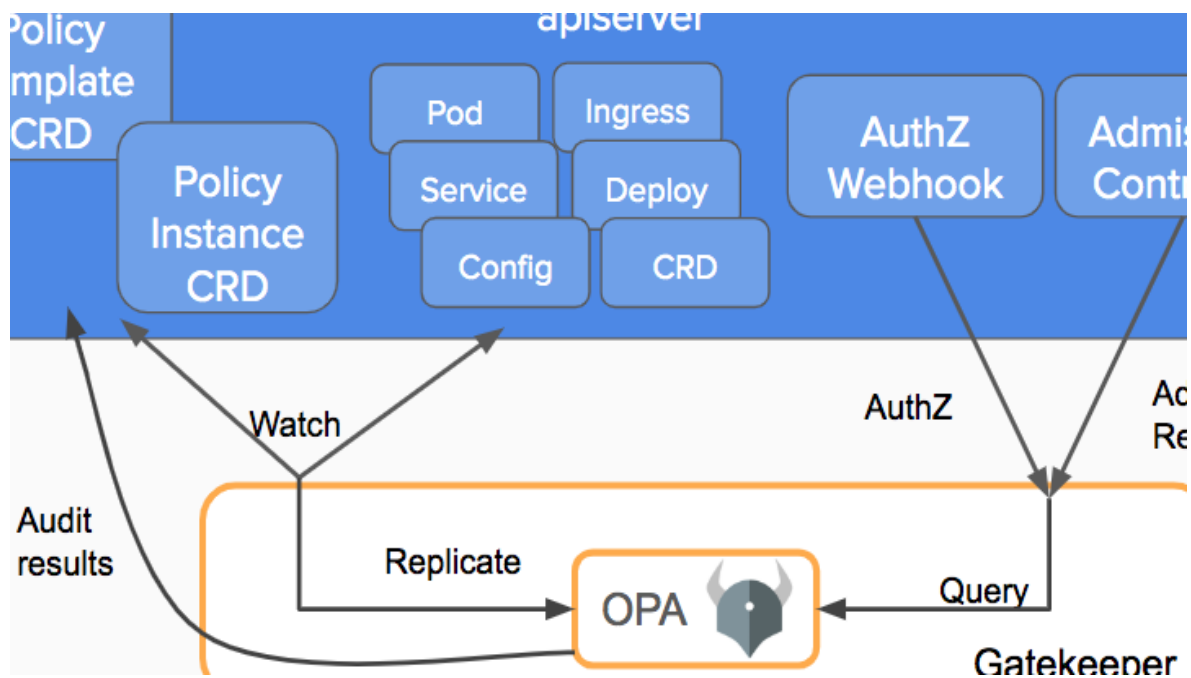 apiserver
Policy
CRD
Policy
Instance
CRD
Pod
Ingress
Service
Deploy
Config
CRD
AuthZ
Webhook
Watch
AuthZ
Audit
results
Replicate
OPA
Query
Gatekeeper